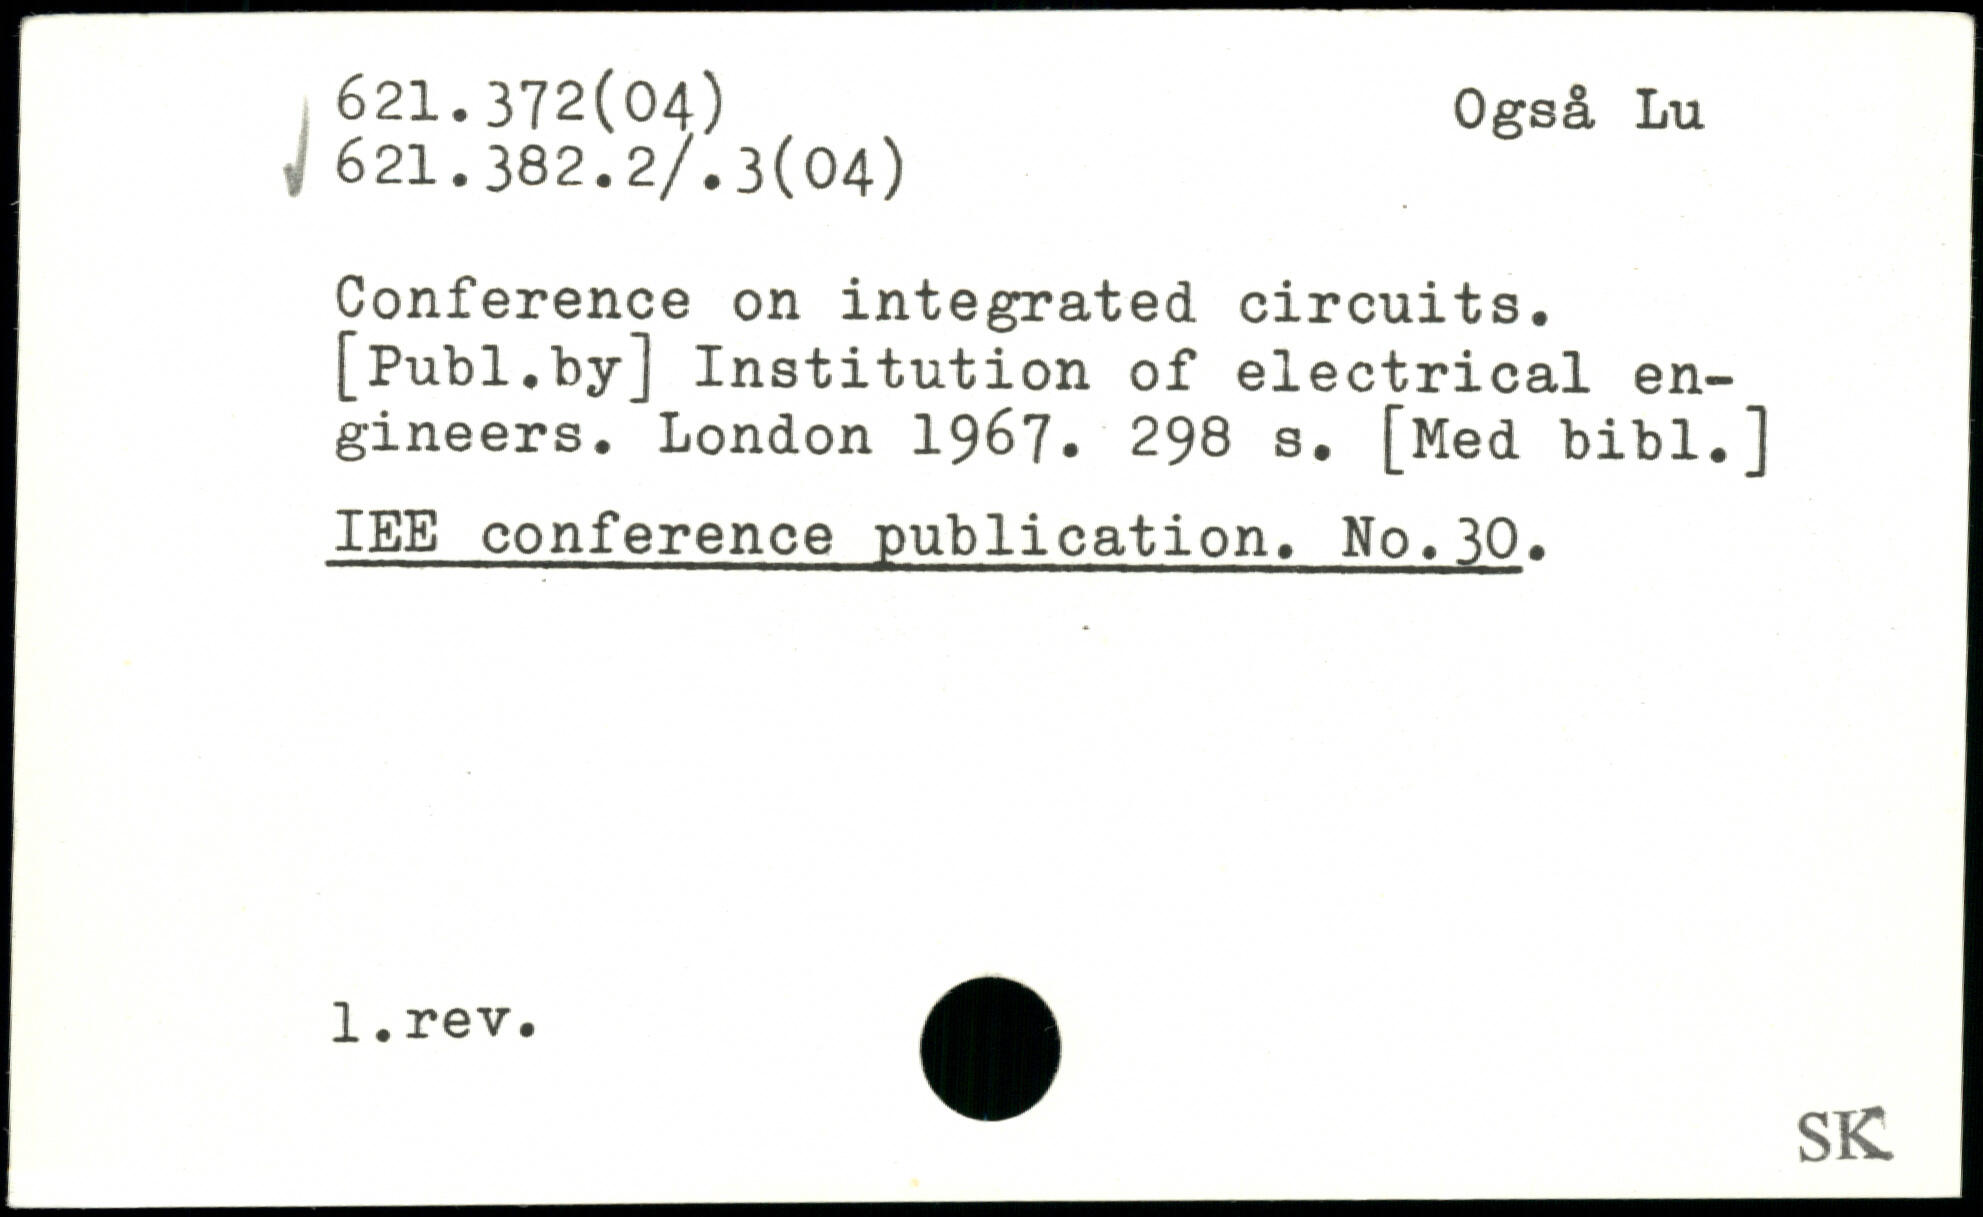 621.372(04) Også Lu
621.382.2/.3(04)
Conference on integrated circuits.
[Publ.by] Institution of electrical en-
gineers. London 1967. 298 s. [Med bibl.]
IEE conference publication. No.30.
1.rev.
SK